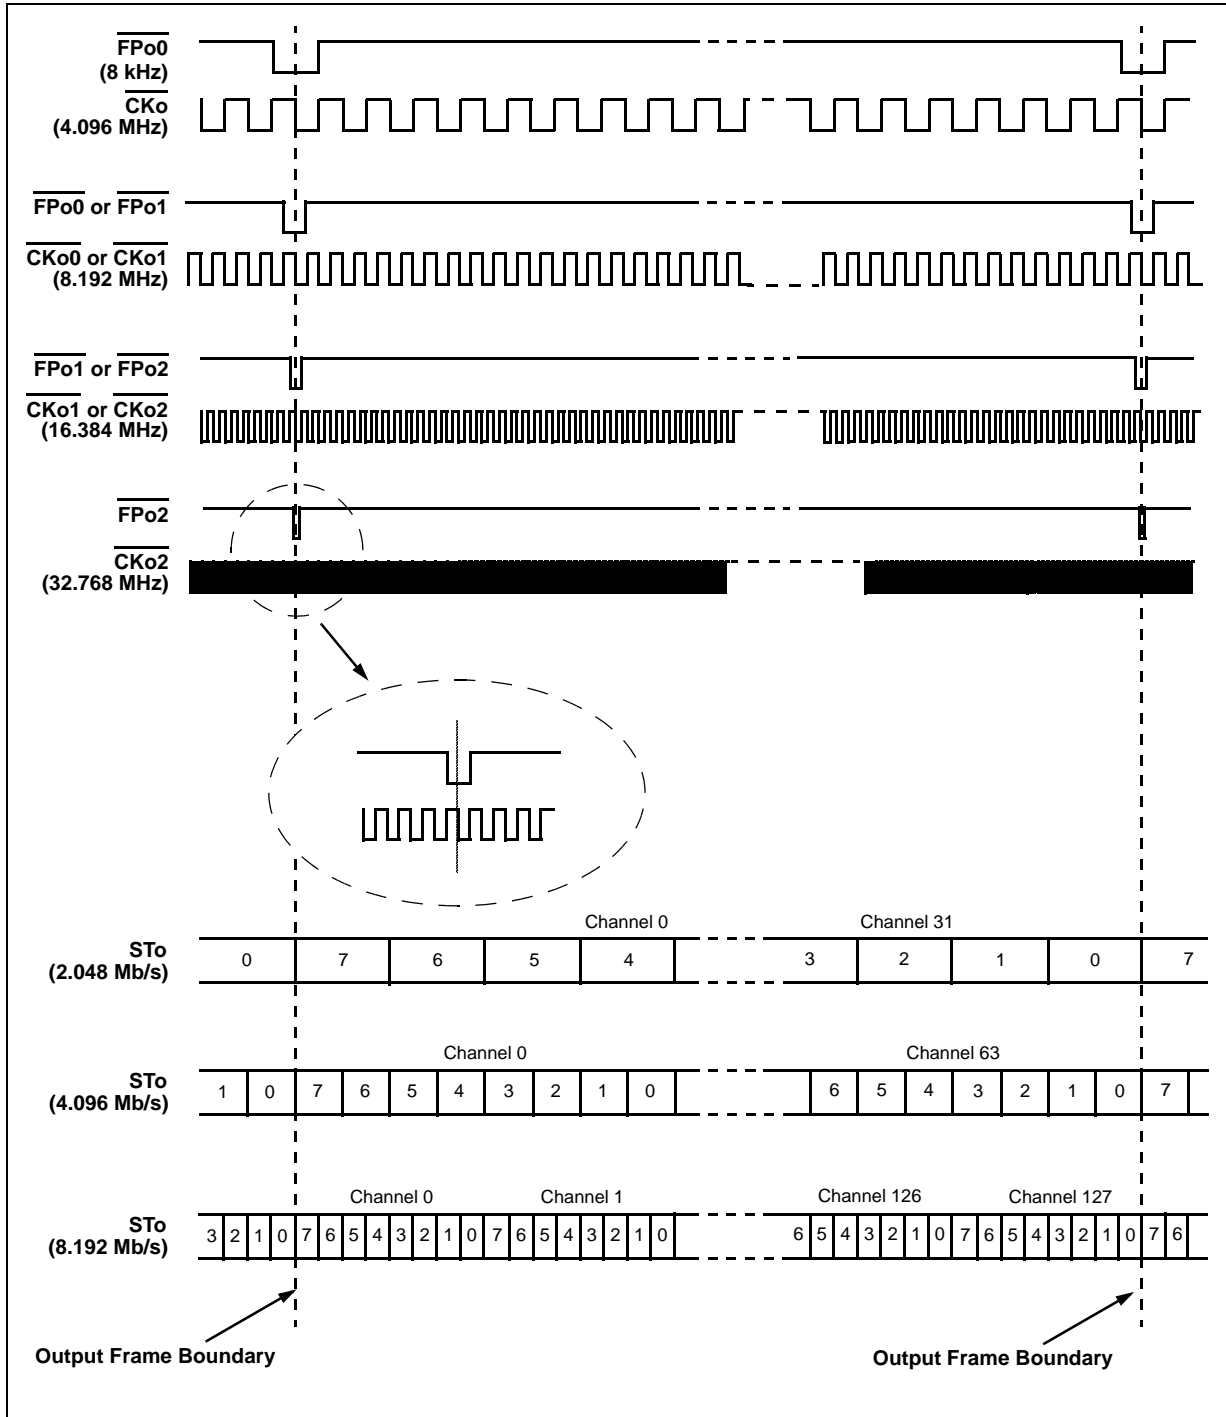 FPo0
(8 kHz)
CKo
(4.096 MHz)
FPo0 or FPo1
CKo0 or CKo1
(8.192 MHz)
FPo1 or FPo2
CKo1 or CKo2
(16.384 MHz)
FPo2
CKo2
(32.768 MHz)
Channel 0 Channel 31
STo
(2.048 Mb/s)
0 7 6 5 4 3 2 1 0 7
Channel 0 Channel 63
STo
(4.096 Mb/s)
1 0 7 6 5 4 3 2 1 0 6 5 4 3 2 1 0 7
Channel 0 Channel 1 Channel 126 Channel 127
STo
(8.192 Mb/s)
3 2 1 0 7 6 5 4 3 2 1 0 7 6 5 4 3 2 1 0 6 5 4 3 2 1 0 7 6 5 4 3 2 1 0 7 6
Output Frame Boundary
Output Frame Boundary